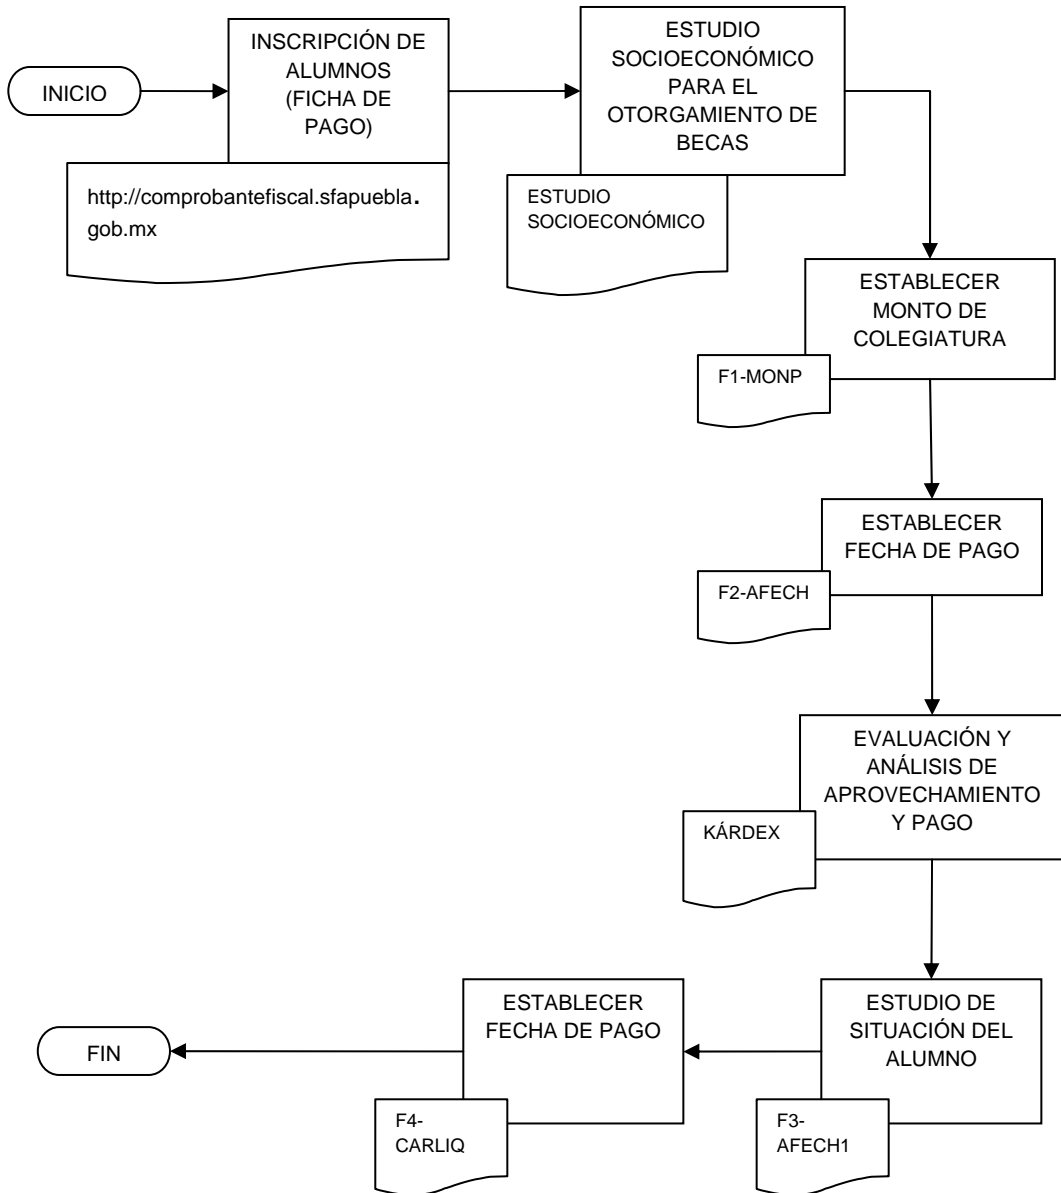 INICIO
INSCRIPCIÓN DE
ALUMNOS
(FICHA DE
PAGO)
http://comprobantefiscal.sfapuebla.
gob.mx
ESTUDIO
SOCIOECONÓMICO
PARA EL
OTORGAMIENTO DE
BECAS
ESTUDIO
SOCIOECONÓMICO
ESTABLECER
MONTO DE
COLEGIATURA
F1-MONP
ESTABLECER
FECHA DE PAGO
F2-AFECH
EVALUACIÓN Y
ANÁLISIS DE
APROVECHAMIENTO
Y PAGO
KÁRDEX
ESTUDIO DE
SITUACIÓN DEL
ALUMNO
F3-
AFECH1
ESTABLECER
FECHA DE PAGO
F4-
CARLIQ
FIN